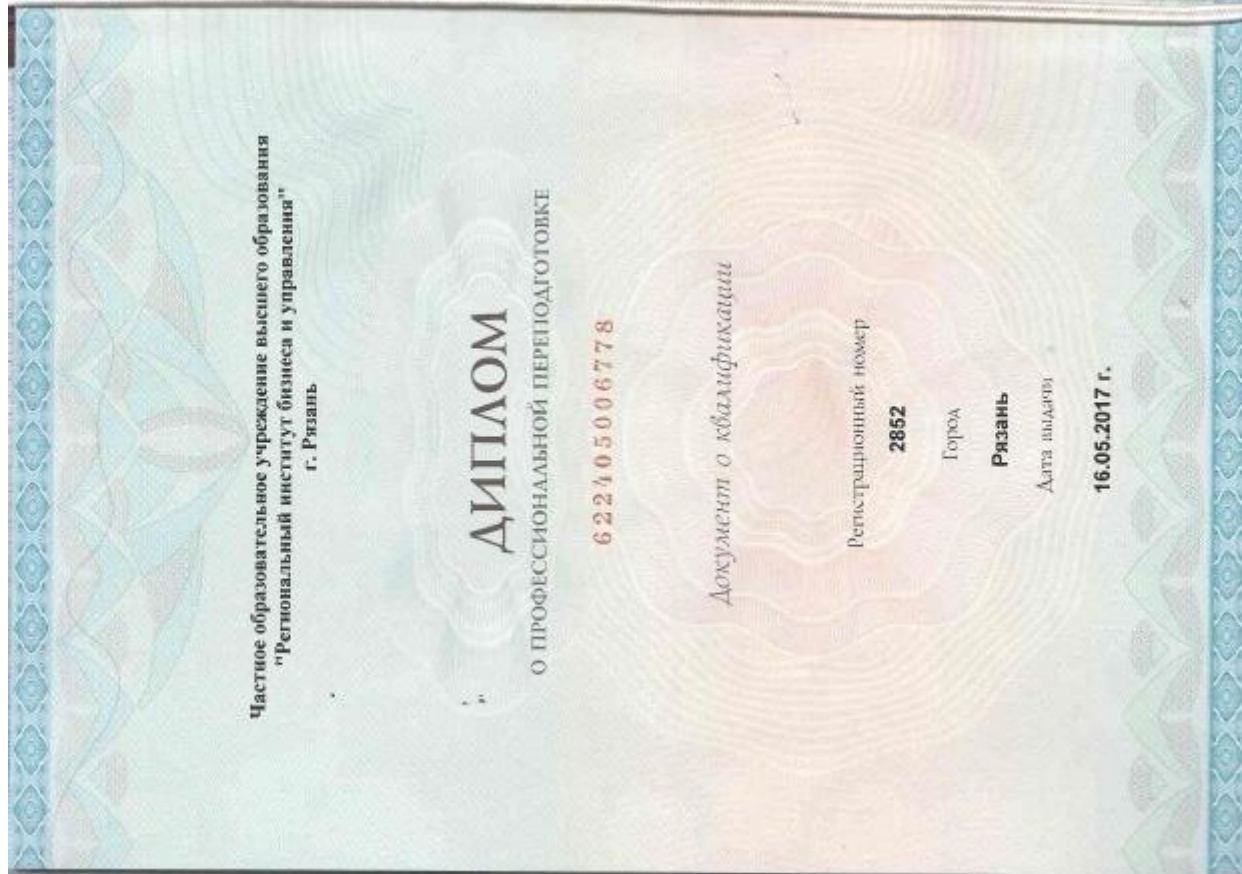 Частное образовательное учреждение высшего образования
"Региональный институт бизнеса и управления"
г. Рязань
ДИПЛОМ
О ПРОФЕССИОНАЛЬНОЙ ПЕРЕПОДГОТОВКЕ
622405006778
Документ о квалификации
Регистрационный номер
2852
Город
Рязань
Дата выдачи
16.05.2017 г.